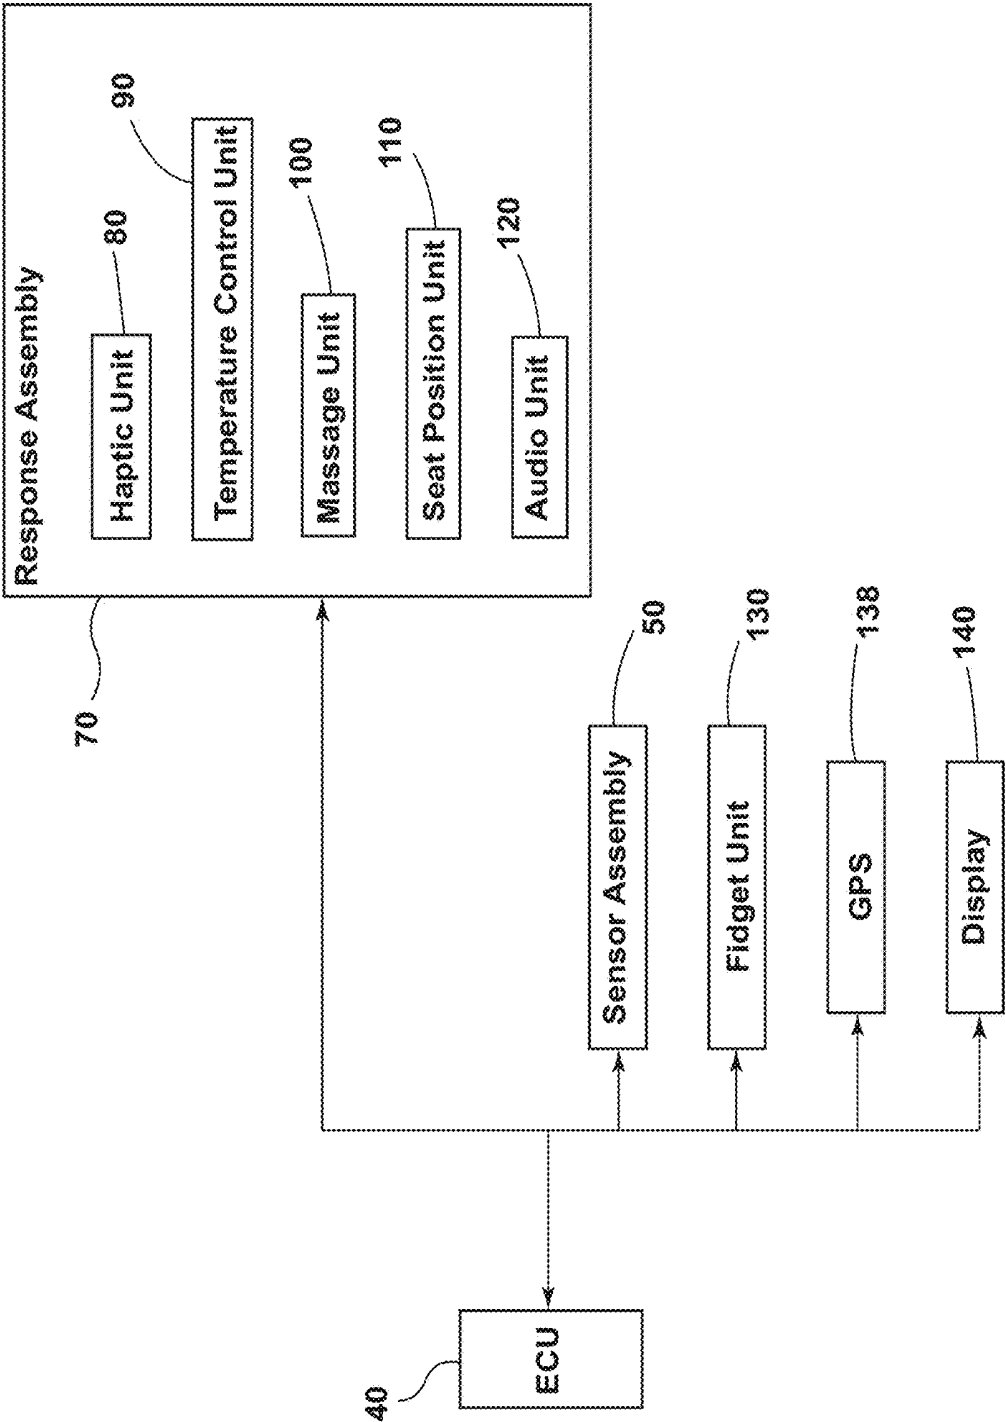 Response Assembly
70
Haptic Unit
80
Temperature Control Unit
90
Massage Unit
100
Seat Position Unit
110
Audio Unit
120
ECU
40
Sensor Assembly
50
Fidget Unit
130
GPS
138
Display
140